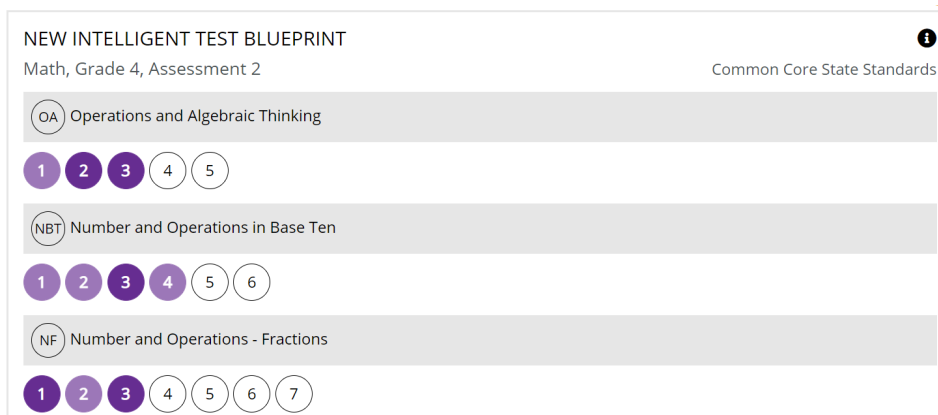 NEW INTELLIGENT TEST BLUEPRINT
Math, Grade 4, Assessment 2 Common Core State Standards
OA Operations and Algebraic Thinking
1 2 3 4 5
NBT Number and Operations in Base Ten
1 2 3 4 5 6
NF Number and Operations - Fractions
1 2 3 4 5 6 7